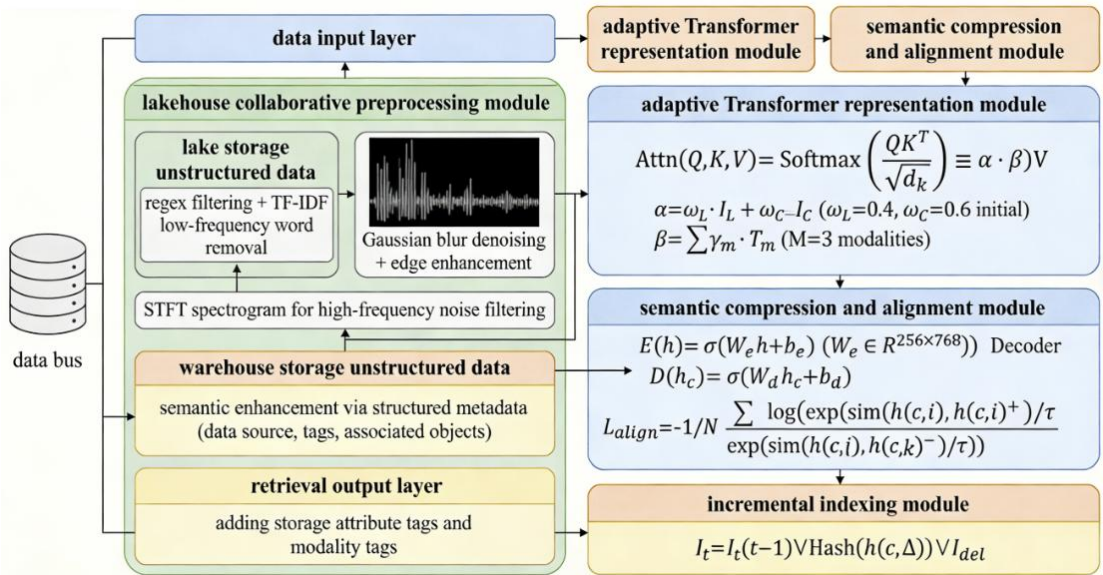 data input layer
adaptive Transformer
representation module
semantic compression
and alignment module
lakehouse collaborative preprocessing module
lake storage
unstructured data
regex filtering + TF-IDF
low-frequency word
removal
Gaussian blur denoising
+ edge enhancement
STFT spectrogram for high-frequency noise filtering
data bus
warehouse storage unstructured data
semantic enhancement via structured metadata
(data source, tags, associated objects)
retrieval output layer
adding storage attribute tags and
modality tags
adaptive Transformer representation module
Attn(Q,K,V)= Softmax (QK^T/√d_k ≡ α · β)V
α=ω_L· I_L + ω_C–I_C (ω_L=0.4, ω_C=0.6 initial)
β=∑γ_m· T_m (M=3 modalities)
semantic compression and alignment module
E(h)= σ(W_e h+b_e) (W_e ∈ R^{256×768})) Decoder
D(h_c)= σ(W_d h_c+b_d)
L_{align}=-1/N ∑ log(exp(sim(h(c,i), h(c,i)^+)/τ
exp(sim(h(c,i), h(c,k)^-)/τ))
incremental indexing module
I_t=I_t(t−1)∨Hash(h(c,Δ))∨I_{del}